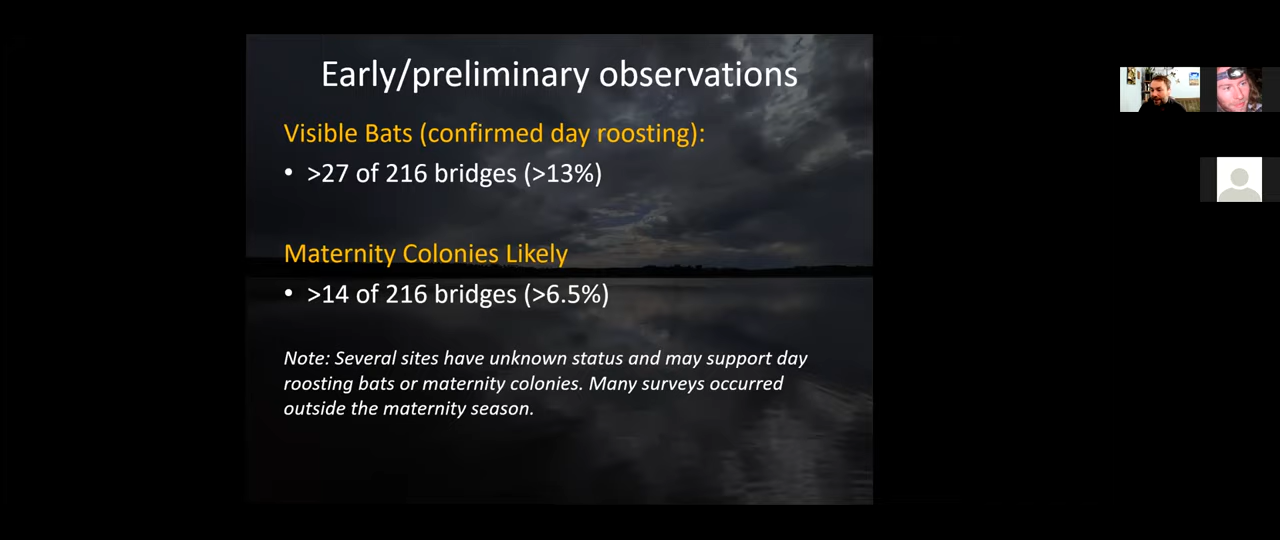 Early/preliminary observations
Visible Bats (confirmed day roosting):
• >27 of 216 bridges (>13%)
Maternity Colonies Likely
• >14 of 216 bridges (>6.5%)
Note: Several sites have unknown status and may support day
roosting bats or maternity colonies. Many surveys occurred
outside the maternity season.